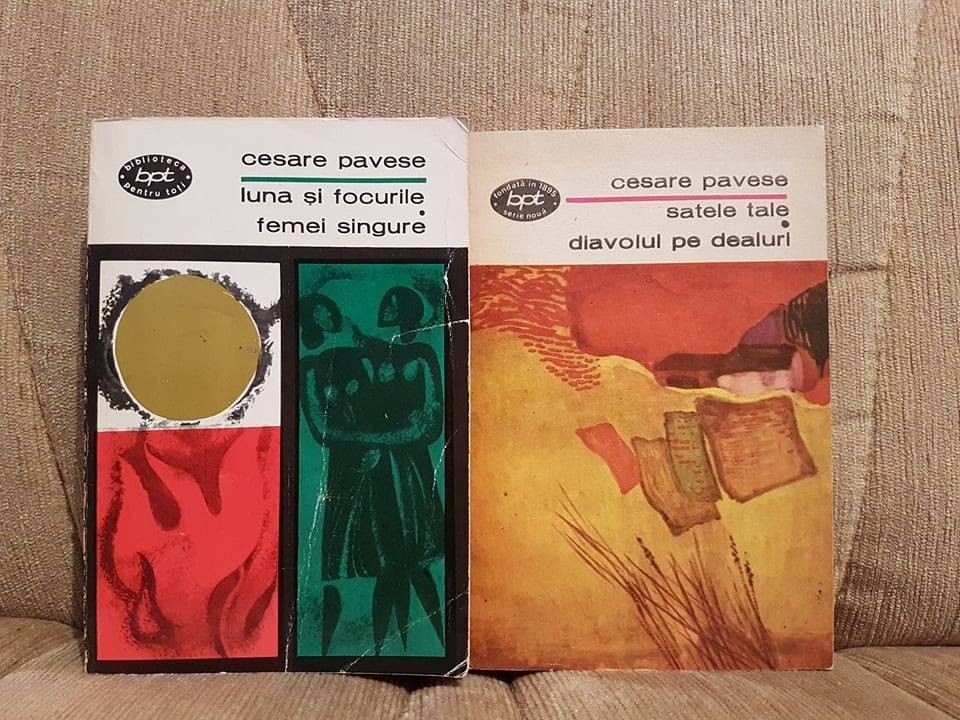 biblioteca
bpt
pentru toți
cesare pavese
luna și focurile
femei singure
fondată în 1895
bpt
serie nouă
cesare pavese
satele tale
diavolul pe dealuri